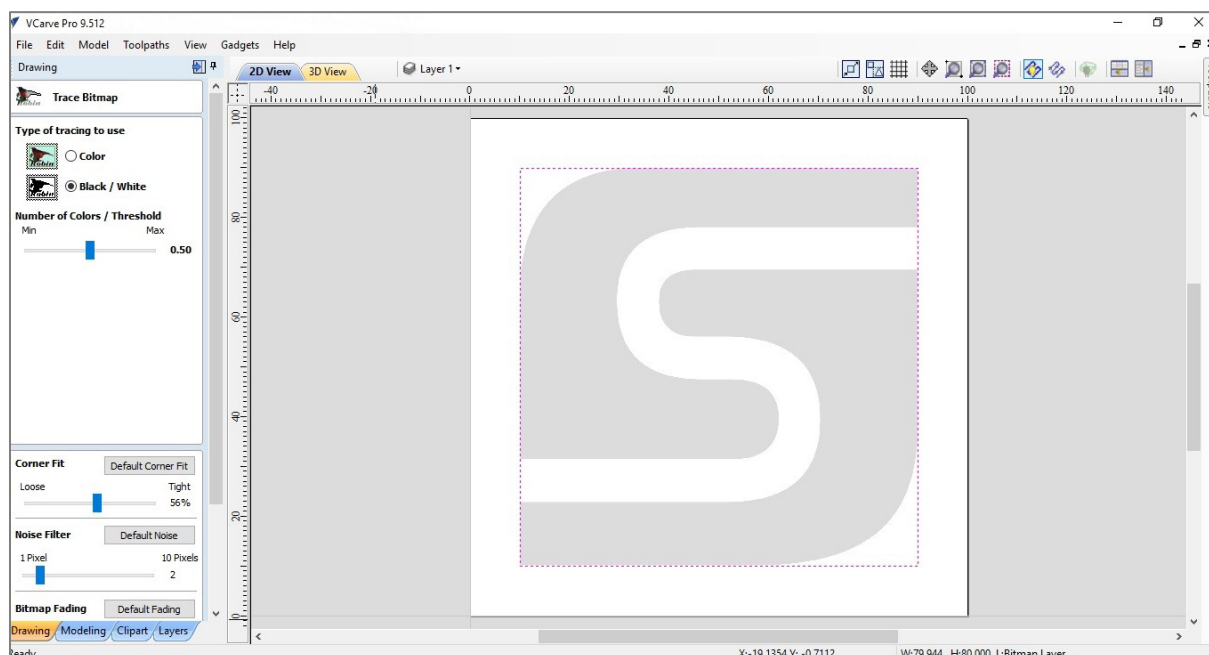 VCarve Pro 9.512
File Edit Model Toolpaths View Gadgets Help
Drawing
2D View 3D View Layer 1
Trace Bitmap
-40 -20 0 20 40 60 80 100 120 140
Type of tracing to use
Color
Black / White
Number of Colors / Threshold
Min Max
0.50
100
80
60
40
20
0
Corner Fit Default Corner Fit
Loose Tight
56%
Noise Filter Default Noise
1 Pixel 10 Pixels
2
Bitmap Fading Default Fading
Drawing Modeling Clipart Layers
X:-19.1354 Y: -0.7112 W:79.944 H:80.000 L:Bitmap Layer